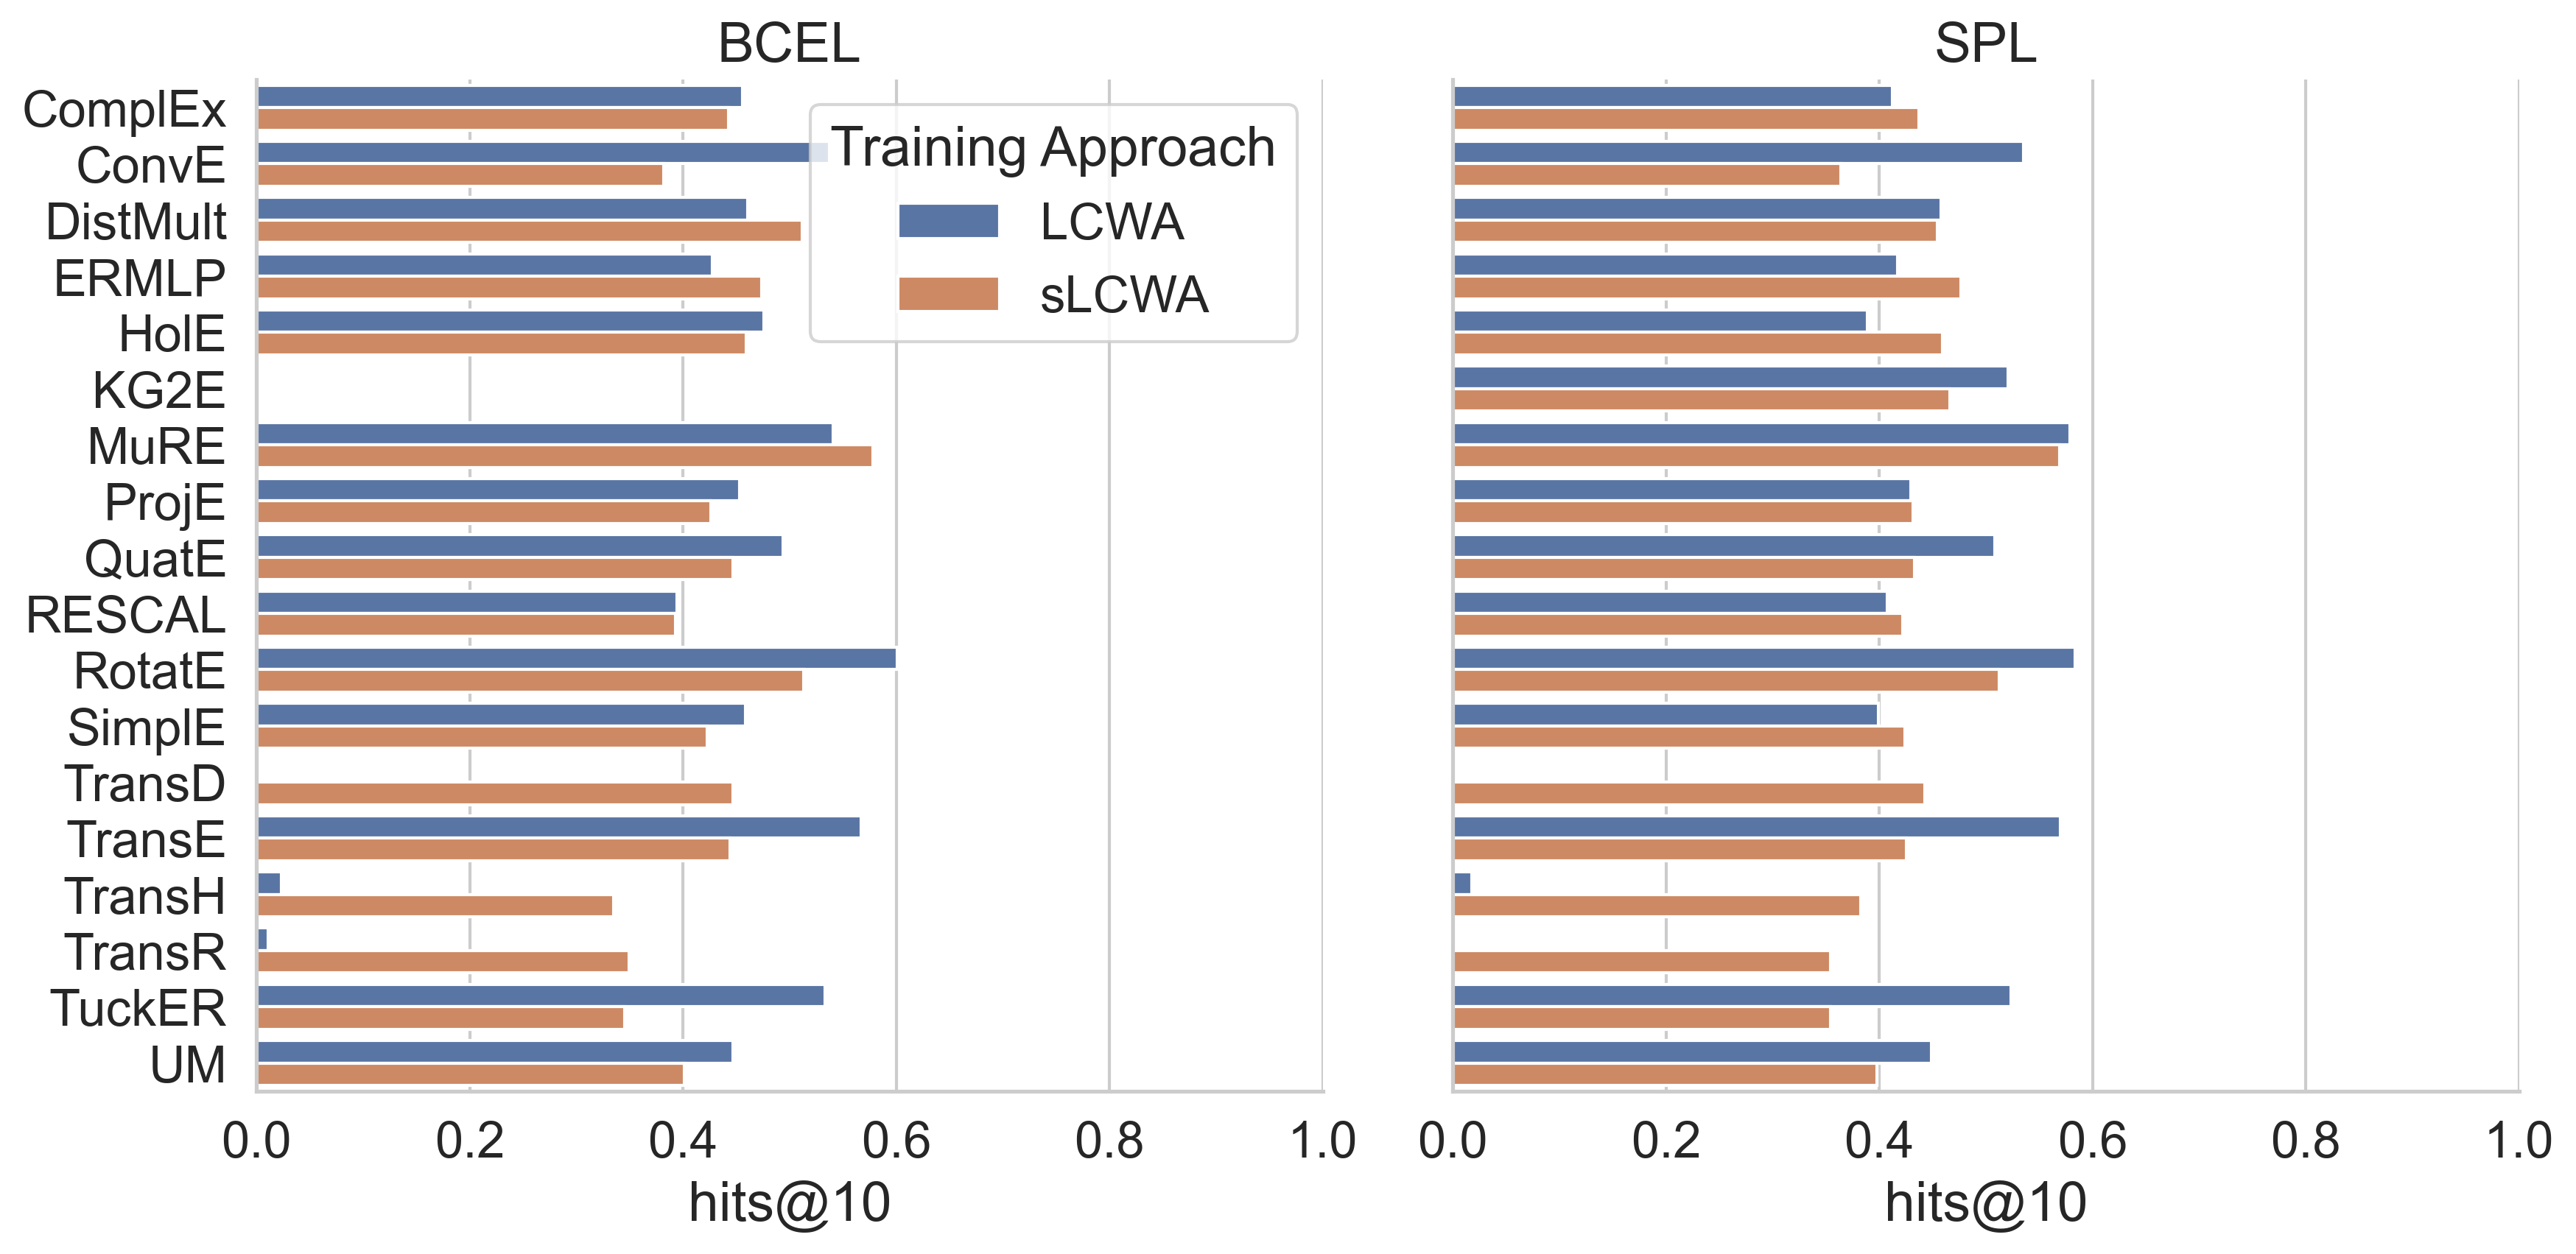 BCEL
SPL
ComplEx
ConvE
DistMult
ERMLP
HolE
KG2E
MuRE
ProjE
QuatE
RESCAL
RotatE
SimplE
TransD
TransE
TransH
TransR
TuckER
UM
Training Approach
LCWA
sLCWA
0.0 0.2 0.4 0.6 0.8 1.0
hits@10
0.0 0.2 0.4 0.6 0.8 1.0
hits@10